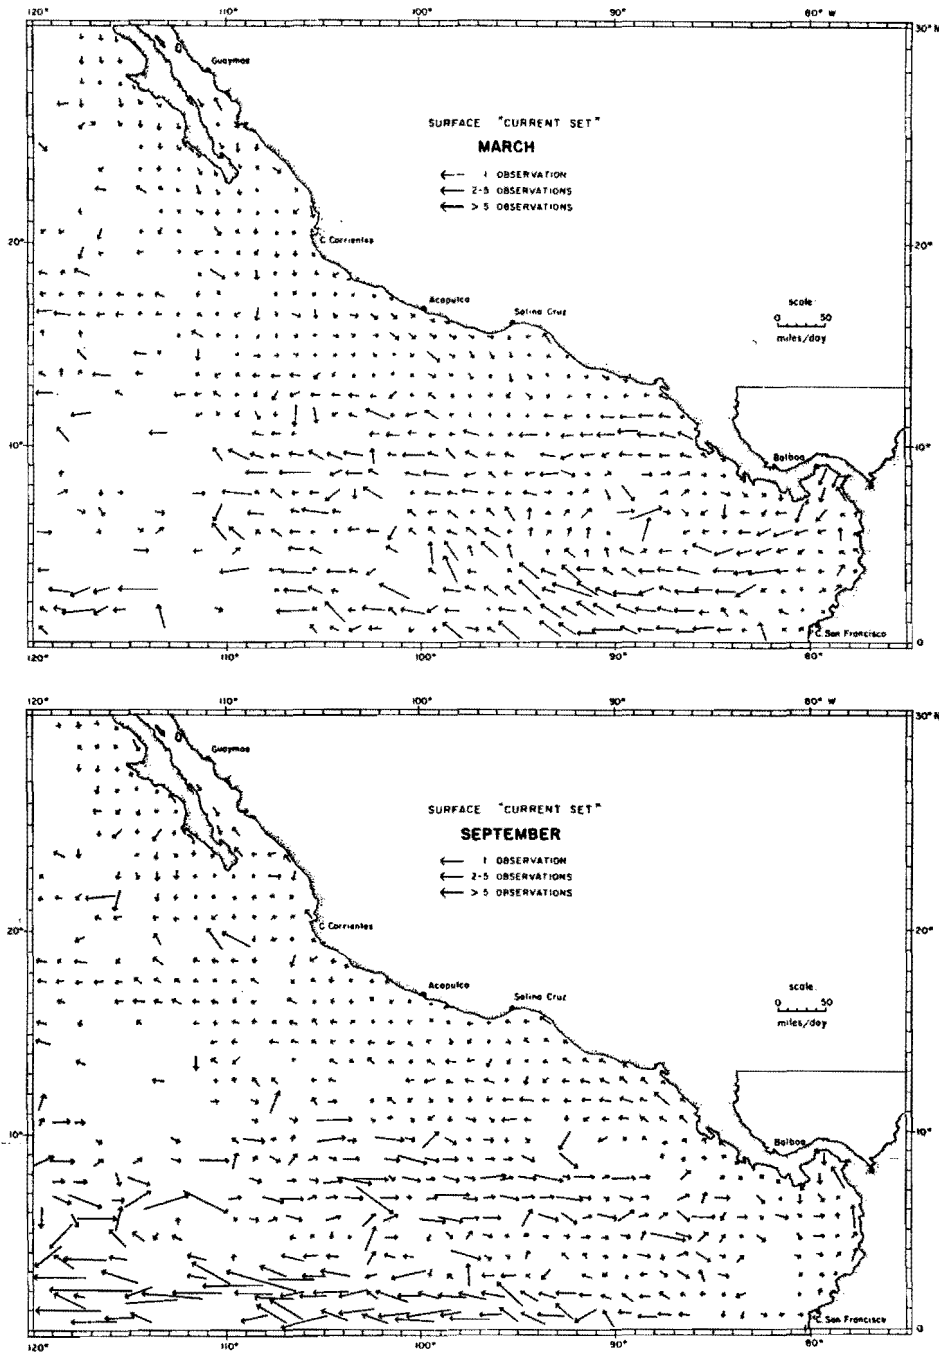 120° 110° 100° 90° 80° W
30° N
Guaymas
SURFACE "CURRENT SET"
MARCH
1 OBSERVATION
2-5 OBSERVATIONS
> 5 OBSERVATIONS
20° 20°
C. Corrientes
Acapulco
Salina Cruz
scale
0 50
miles/day
10° 10°
Balboa
C. San Francisco
0
120° 110° 100° 90° 80°
120° 110° 100° 90° 80° W
30° N
Guaymas
SURFACE "CURRENT SET"
SEPTEMBER
1 OBSERVATION
2-5 OBSERVATIONS
> 5 OBSERVATIONS
20° 20°
C. Corrientes
Acapulco
Salina Cruz
scale
0 50
miles/day
10° 10°
Balboa
C. San Francisco
0
120° 110° 100° 90° 80°